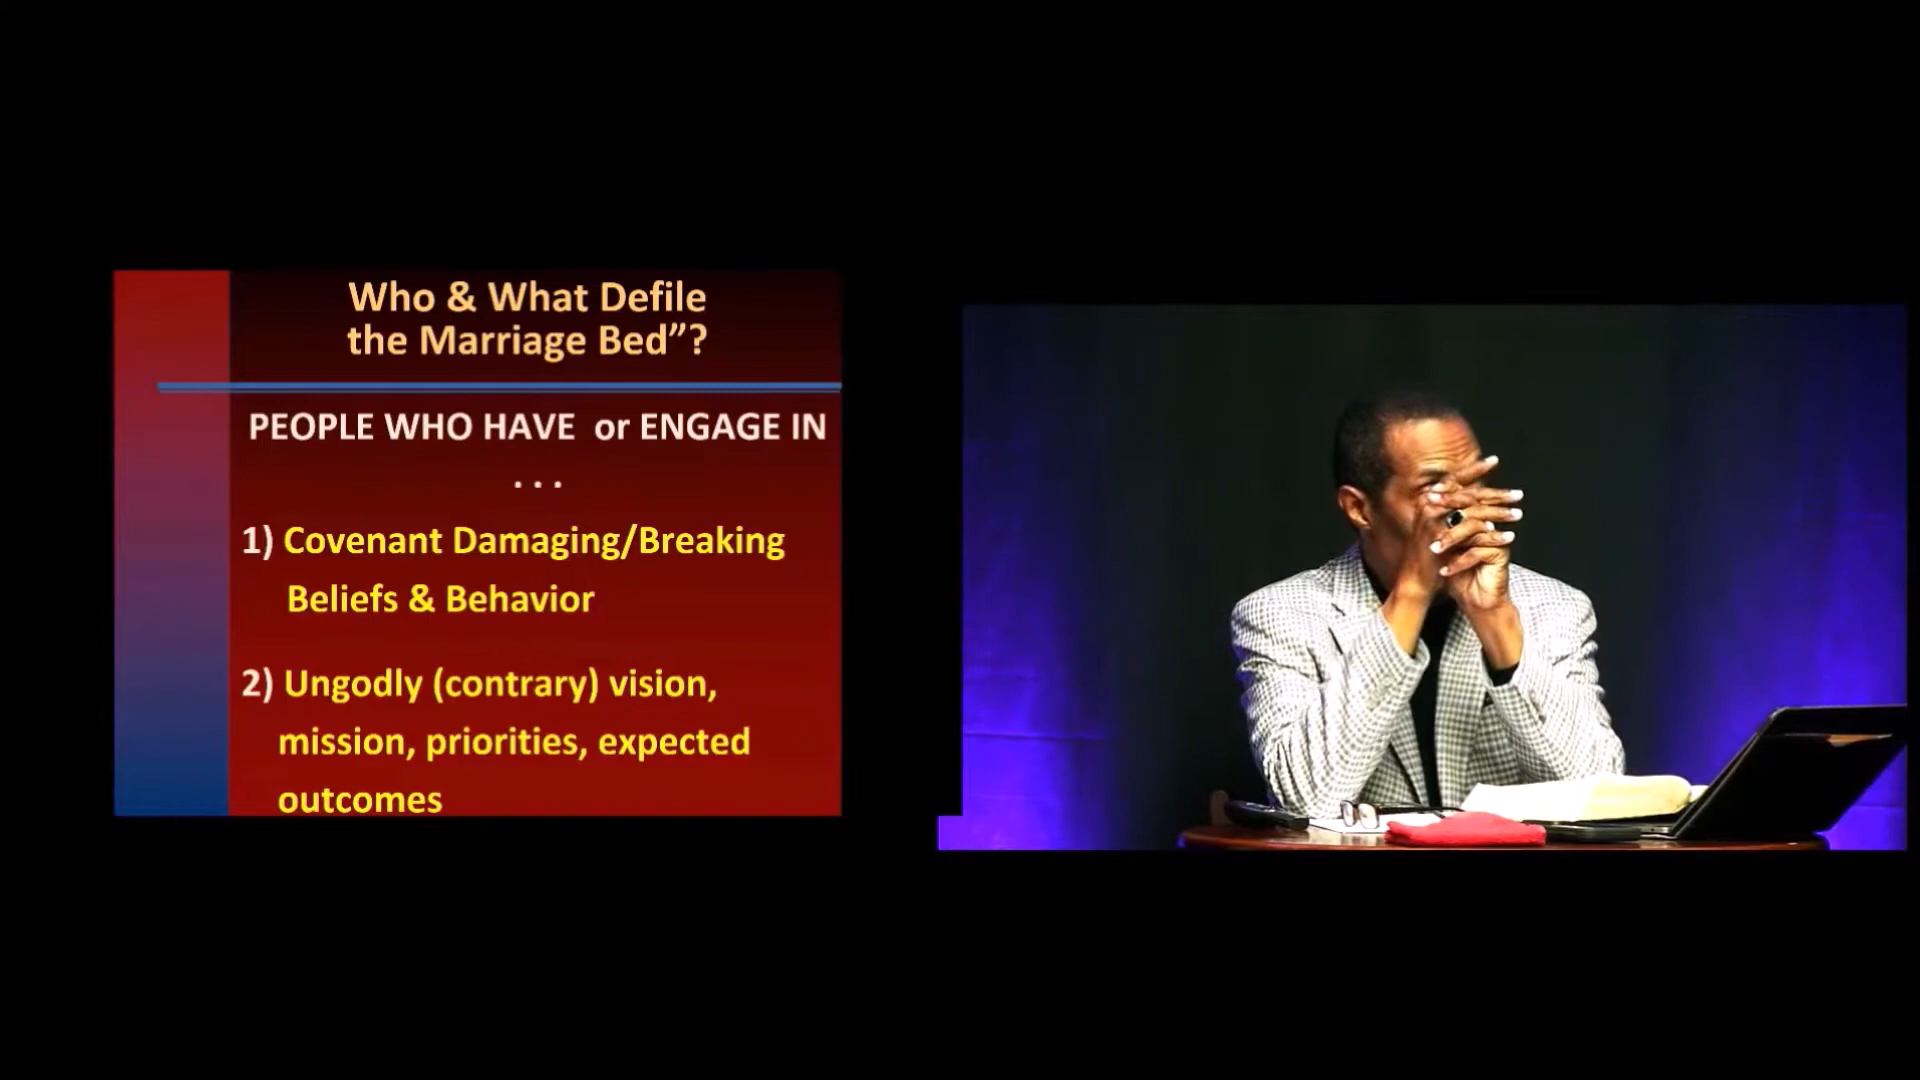 Who & What Defile
the Marriage Bed”?
PEOPLE WHO HAVE or ENGAGE IN
. . .
1) Covenant Damaging/Breaking
Beliefs & Behavior
2) Ungodly (contrary) vision,
mission, priorities, expected
outcomes